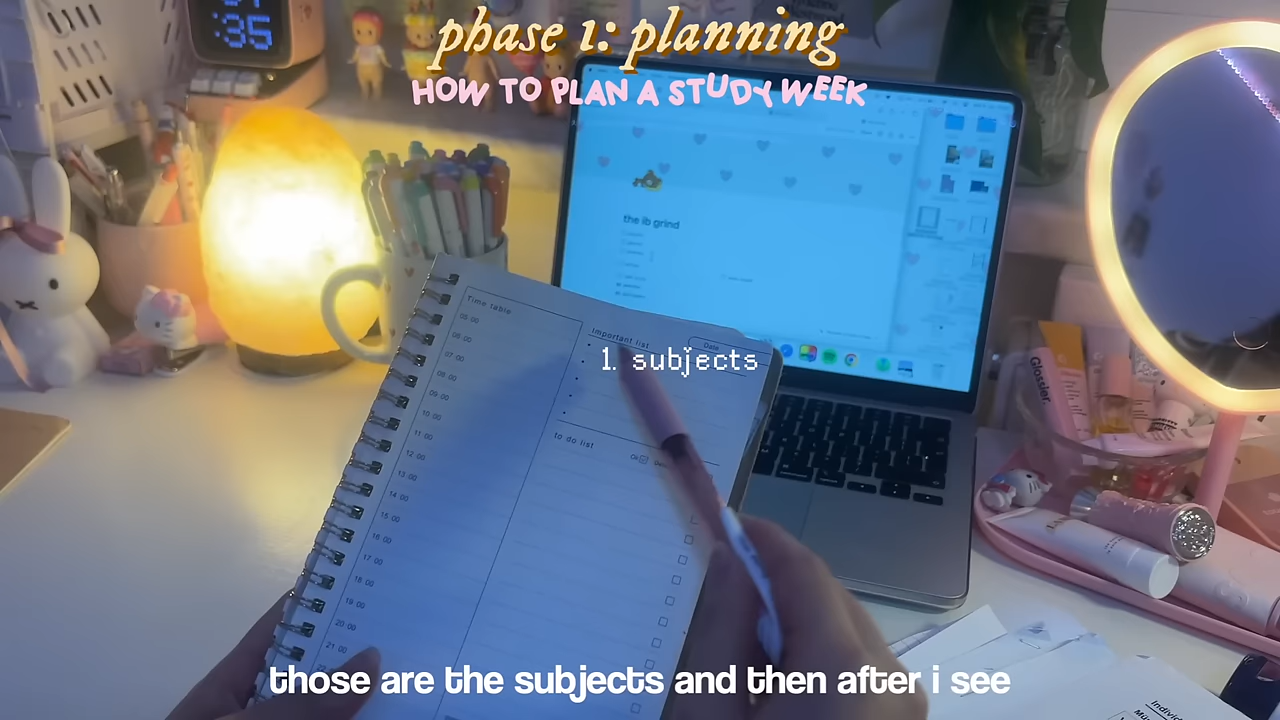 :35
phase 1: planning
HOW TO PLAN A STUDY WEEK
the ib grind
Time table
05:00
06:00
07:00
08:00
09:00
10:00
11:00
12:00
13:00
14:00
15:00
16:00
17:00
18:00
19:00
20:00
21:00
Important list
Date
1. subjects
to do list
Glossier.
those are the subjects and then after i see